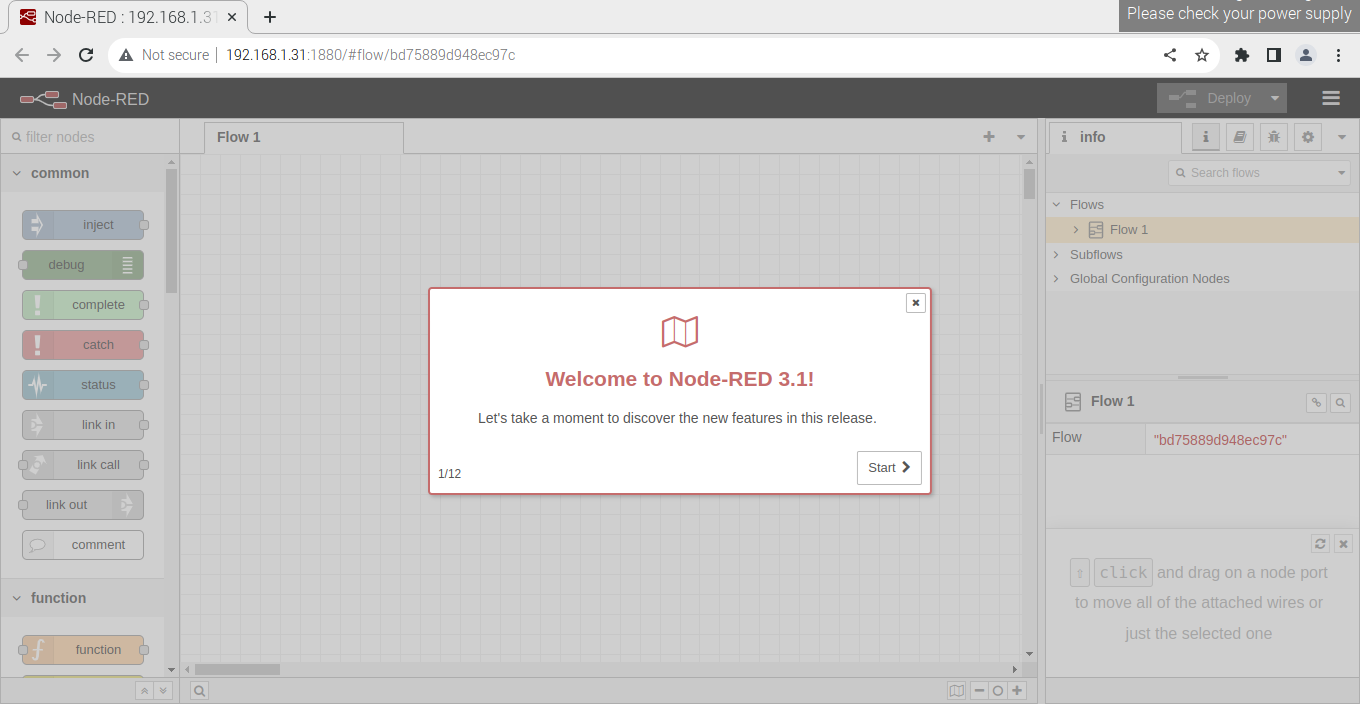 Node-RED : 192.168.1.31
Please check your power supply
Not secure
192.168.1.31:1880/#flow/bd75889d948ec97c
Node-RED
Deploy
filter nodes
Flow 1
info
common
Search flows
inject
Flows
Flow 1
debug
Subflows
Global Configuration Nodes
complete
catch
status
link in
link call
link out
comment
function
function
Welcome to Node-RED 3.1!
Let's take a moment to discover the new features in this release.
1/12
Start
Flow 1
Flow
"bd75889d948ec97c"
click and drag on a node port
to move all of the attached wires or
just the selected one